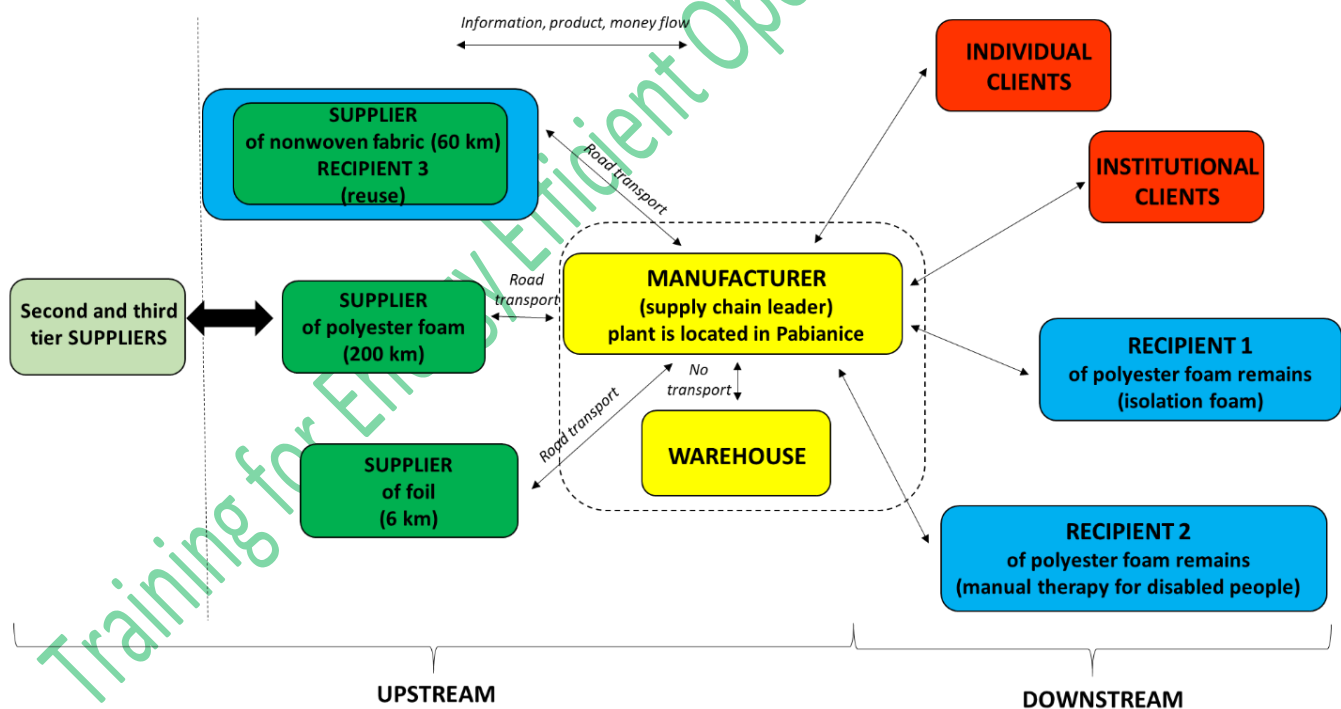 Information, product, money flow
INDIVIDUAL
CLIENTS
SUPPLIER
of nonwoven fabric (60 km)
RECIPIENT 3
(reuse)
Road transport
INSTITUTIONAL
CLIENTS
Second and third
tier SUPPLIERS
SUPPLIER
of polyester foam
(200 km)
Road
transport
MANUFACTURER
(supply chain leader)
plant is located in Pabianice
No
transport
WAREHOUSE
RECIPIENT 1
of polyester foam remains
(isolation foam)
SUPPLIER
of foil
(6 km)
Road transport
RECIPIENT 2
of polyester foam remains
(manual therapy for disabled people)
UPSTREAM
DOWNSTREAM
Training for Energy Efficient